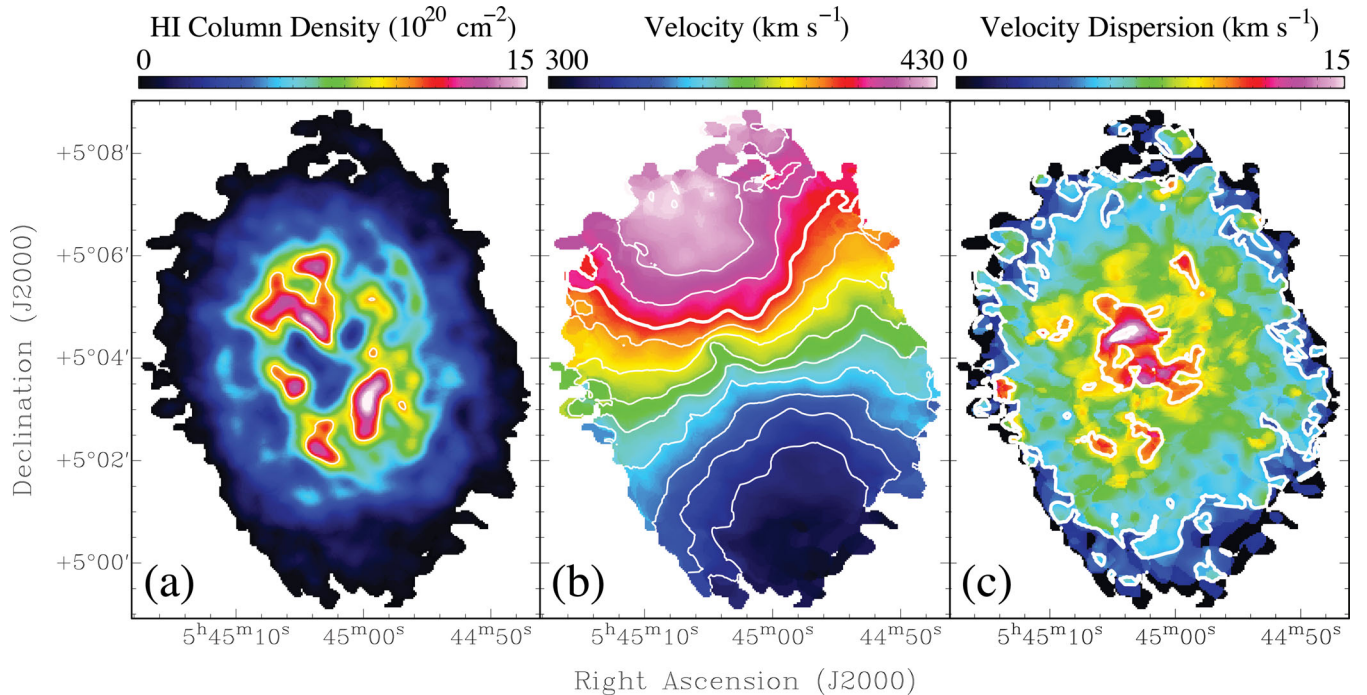 HI Column Density (10²⁰ cm⁻²)
0 15
Velocity (km s⁻¹)
300 430
Velocity Dispersion (km s⁻¹)
0 15
Declination (J2000)
+5°08′
+5°06′
+5°04′
+5°02′
+5°00′
(a) (b) (c)
5ʰ45ᵐ10ˢ 45ᵐ00ˢ 44ᵐ50ˢ 5ʰ45ᵐ10ˢ 45ᵐ00ˢ 44ᵐ50ˢ 5ʰ45ᵐ10ˢ 45ᵐ00ˢ 44ᵐ50ˢ
Right Ascension (J2000)